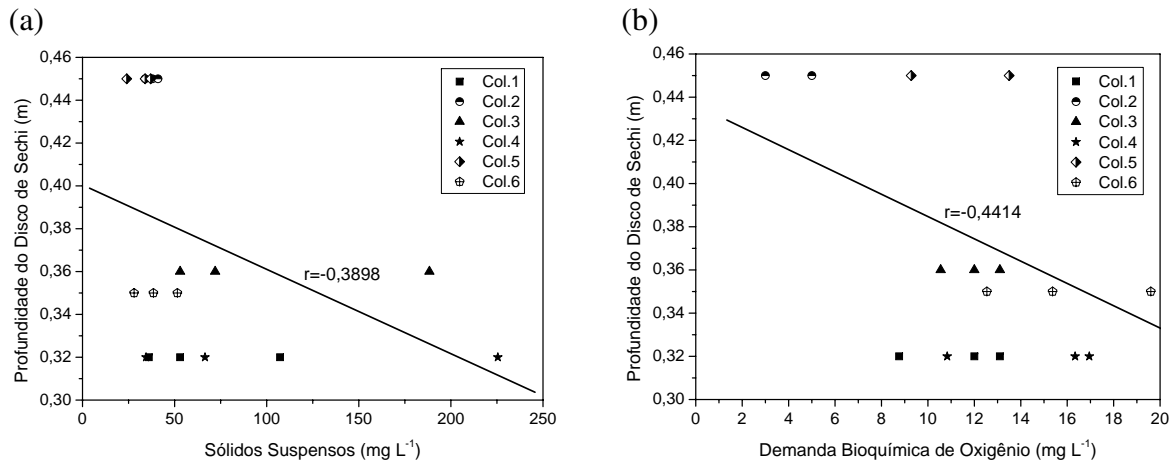 (a)
0,46
0,44
0,42
0,40
0,38
0,36
0,34
0,32
0,30
Profundidade do Disco de Sechi (m)
Col.1
Col.2
Col.3
Col.4
Col.5
Col.6
r=-0,3898
0 50 100 150 200 250
Sólidos Suspensos (mg L⁻¹)
(b)
0,46
0,44
0,42
0,40
0,38
0,36
0,34
0,32
0,30
Profundidade do Disco de Sechi (m)
Col.1
Col.2
Col.3
Col.4
Col.5
Col.6
r=-0,4414
0 2 4 6 8 10 12 14 16 18 20
Demanda Bioquímica de Oxigênio (mg L⁻¹)